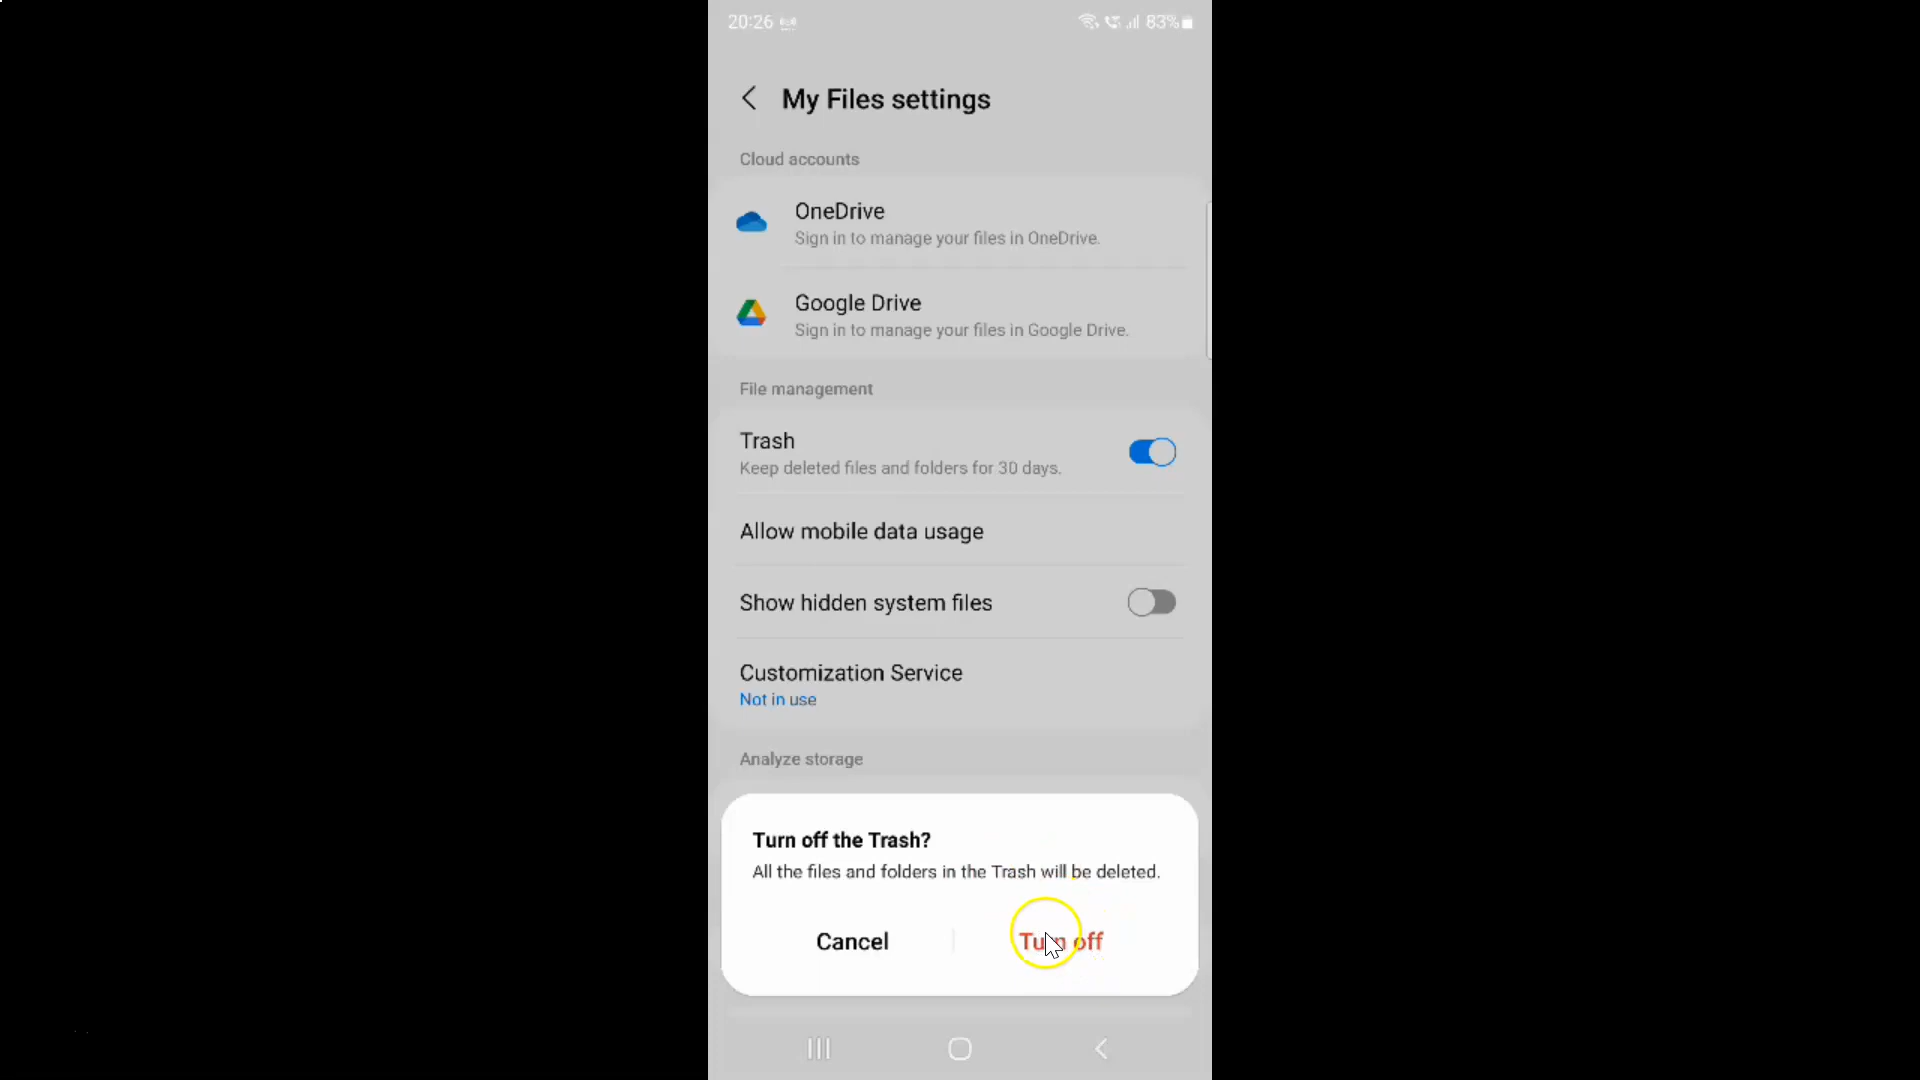 20:26
83%
My Files settings
Cloud accounts
OneDrive
Sign in to manage your files in OneDrive.
Google Drive
Sign in to manage your files in Google Drive.
File management
Trash
Keep deleted files and folders for 30 days.
Allow mobile data usage
Show hidden system files
Customization Service
Not in use
Analyze storage
Turn off the Trash?
All the files and folders in the Trash will be deleted.
Cancel
Turn off